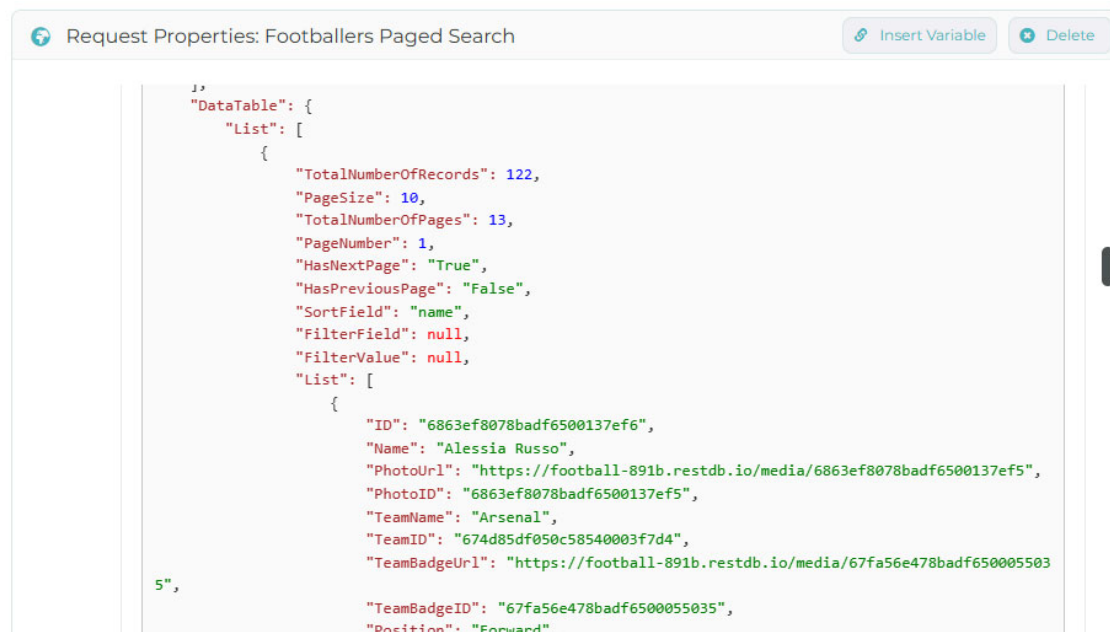 Request Properties: Footballers Paged Search
Insert Variable
Delete
],
"DataTable": {
"List": [
{
"TotalNumberOfRecords": 122,
"PageSize": 10,
"TotalNumberOfPages": 13,
"PageNumber": 1,
"HasNextPage": "True",
"HasPreviousPage": "False",
"SortField": "name",
"FilterField": null,
"FilterValue": null,
"List": [
{
"ID": "6863ef8078badf6500137ef6",
"Name": "Alessia Russo",
"PhotoUrl": "https://football-891b.restdb.io/media/6863ef8078badf6500137ef5",
"PhotoID": "6863ef8078badf6500137ef5",
"TeamName": "Arsenal",
"TeamID": "674d85df050c58540003f7d4",
"TeamBadgeUrl": "https://football-891b.restdb.io/media/67fa56e478badf650005503
5",
"TeamBadgeID": "67fa56e478badf6500055035",
"Position": "Forward"